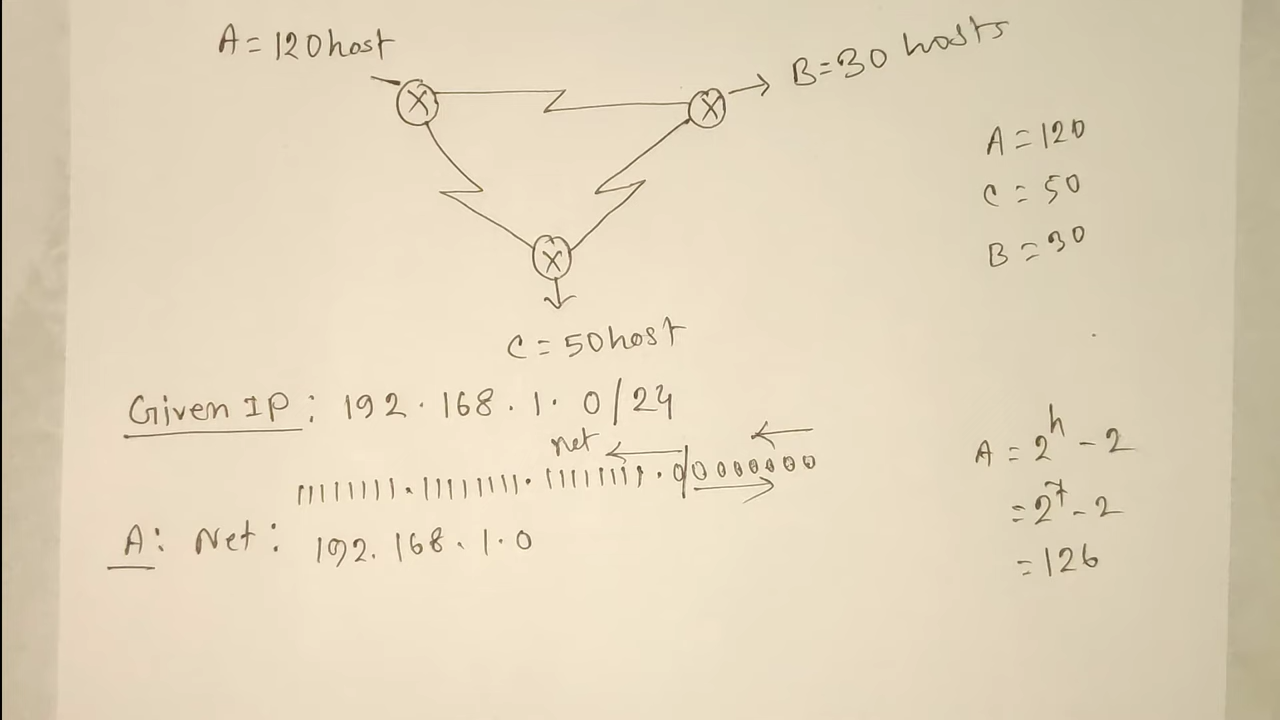 A = 120 host
B = 30 hosts
X
X
X
C = 50 host
A = 120
C = 50
B = 30
Given IP : 192 . 168 . 1 . 0 / 24
net
11111111 . 11111111 . 11111111 . 0/0000000
A : Net : 192. 168 . 1 . 0
A = 2^h - 2
= 2^7 - 2
= 126